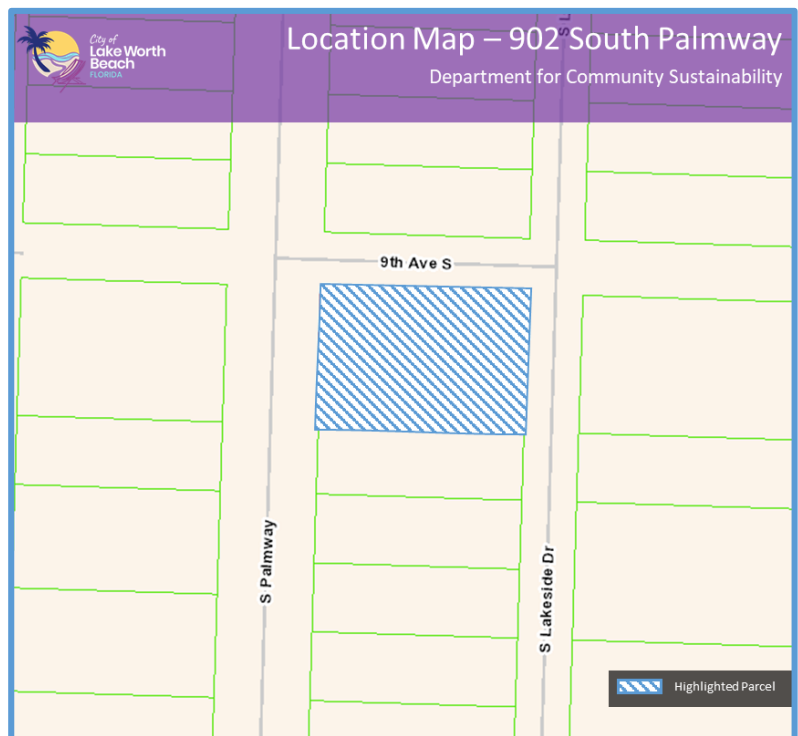 City of
Lake Worth
Beach
FLORIDA
Location Map – 902 South Palmway
Department for Community Sustainability
S L
9th Ave S
S Palmway
S Lakeside Dr
Highlighted Parcel